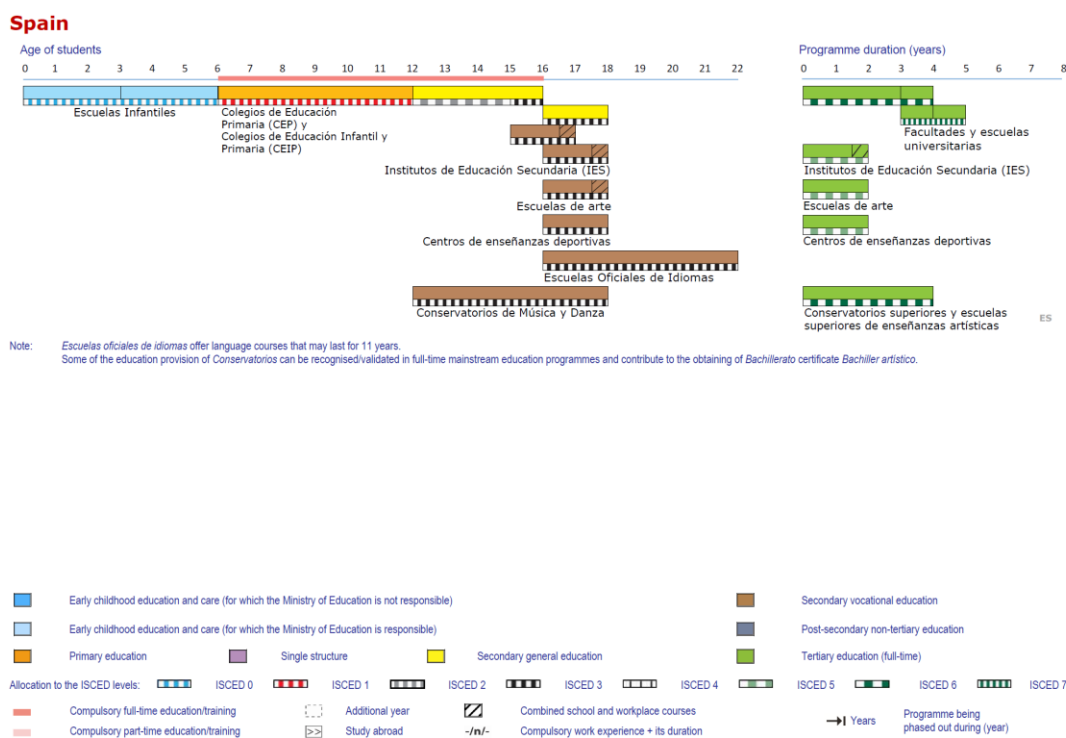 Spain
Age of students
Programme duration (years)
0 1 2 3 4 5 6 7 8 9 10 11 12 13 14 15 16 17 18 19 20 21 22
0 1 2 3 4 5 6 7 8
Escuelas Infantiles
Colegios de Educación
Primaria (CEP) y
Colegios de Educación Infantil y
Primaria (CEIP)
Facultades y escuelas
universitarias
Institutos de Educación Secundaria (IES)
Institutos de Educación Secundaria (IES)
Escuelas de arte
Escuelas de arte
Centros de enseñanzas deportivas
Centros de enseñanzas deportivas
Escuelas Oficiales de Idiomas
Conservatorios de Música y Danza
Conservatorios superiores y escuelas
superiores de enseñanzas artísticas
ES
Note: Escuelas oficiales de idiomas offer language courses that may last for 11 years.
Some of the education provision of Conservatorios can be recognised/validated in full-time mainstream education programmes and contribute to the obtaining of Bachillerato certificate Bachiller artístico.
Early childhood education and care (for which the Ministry of Education is not responsible)
Secondary vocational education
Early childhood education and care (for which the Ministry of Education is responsible)
Post-secondary non-tertiary education
Primary education
Single structure
Secondary general education
Tertiary education (full-time)
Allocation to the ISCED levels: ISCED 0 ISCED 1 ISCED 2 ISCED 3 ISCED 4 ISCED 5 ISCED 6 ISCED 7
Compulsory full-time education/training
Additional year
Combined school and workplace courses
Years
Programme being
phased out during (year)
Compulsory part-time education/training
>> Study abroad
-/n/- Compulsory work experience + its duration